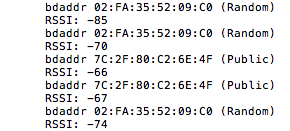 bdaddr 02:FA:35:52:09:C0 (Random)
RSSI: -85
bdaddr 02:FA:35:52:09:C0 (Random)
RSSI: -70
bdaddr 7C:2F:80:C2:6E:4F (Public)
RSSI: -66
bdaddr 7C:2F:80:C2:6E:4F (Public)
RSSI: -67
bdaddr 02:FA:35:52:09:C0 (Random)
RSSI: -74